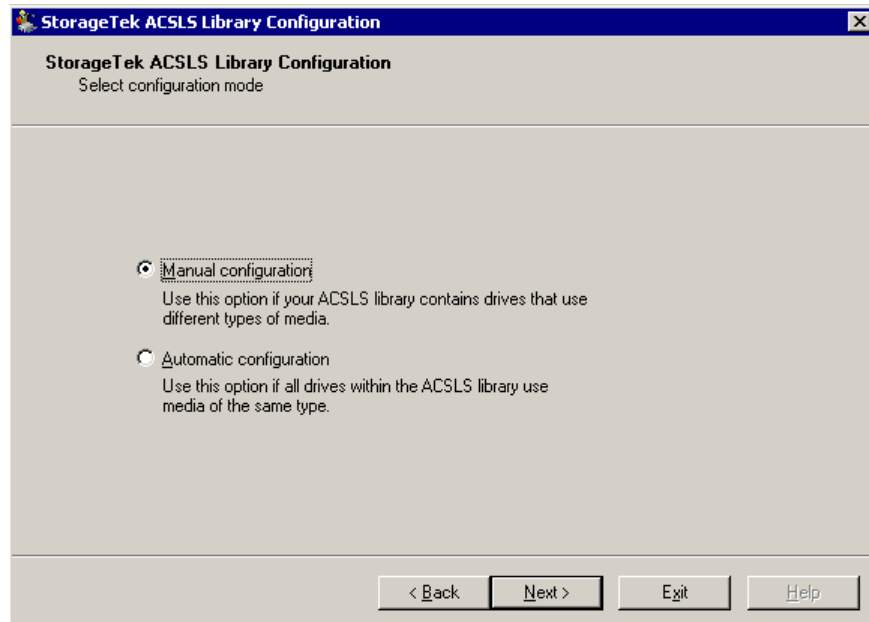 StorageTek ACSLS Library Configuration
StorageTek ACSLS Library Configuration
Select configuration mode
Manual configuration
Use this option if your ACSLS library contains drives that use
different types of media.
Automatic configuration
Use this option if all drives within the ACSLS library use
media of the same type.
< Back
Next >
Exit
Help